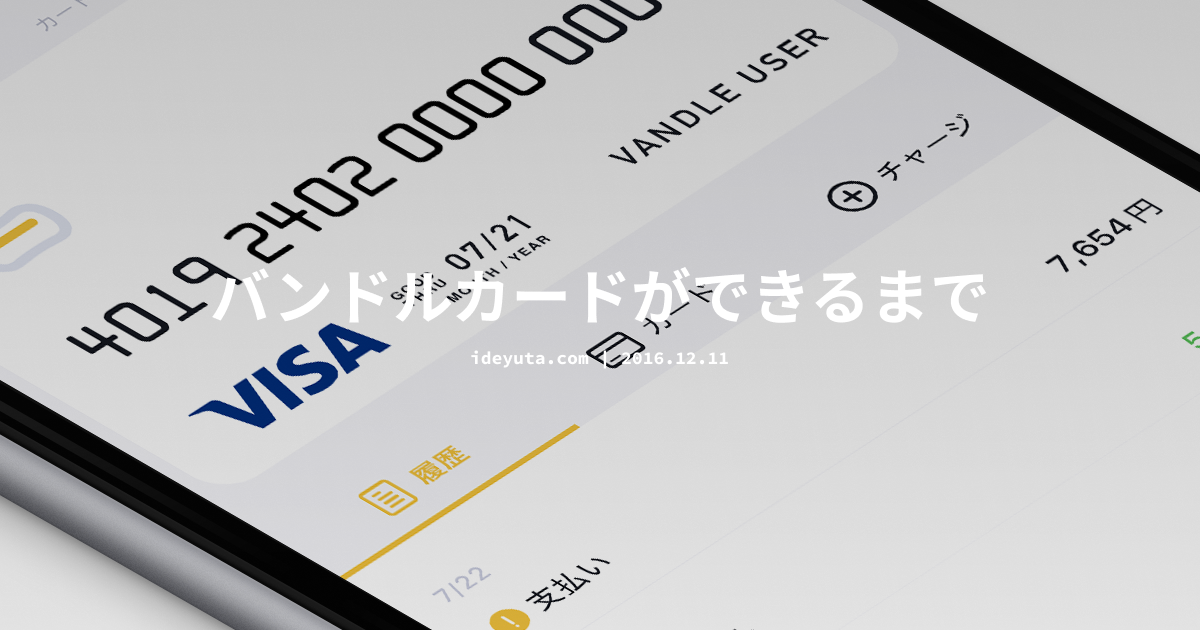 カード
4019 2402 0000 000
VANDLE USER
GOOD THRU
07/21
MONTH / YEAR
VISA
チャージ
バンドルカードができるまで
7,654円
カード
ideyuta.com | 2016.12.11
履歴
7/22
支払い